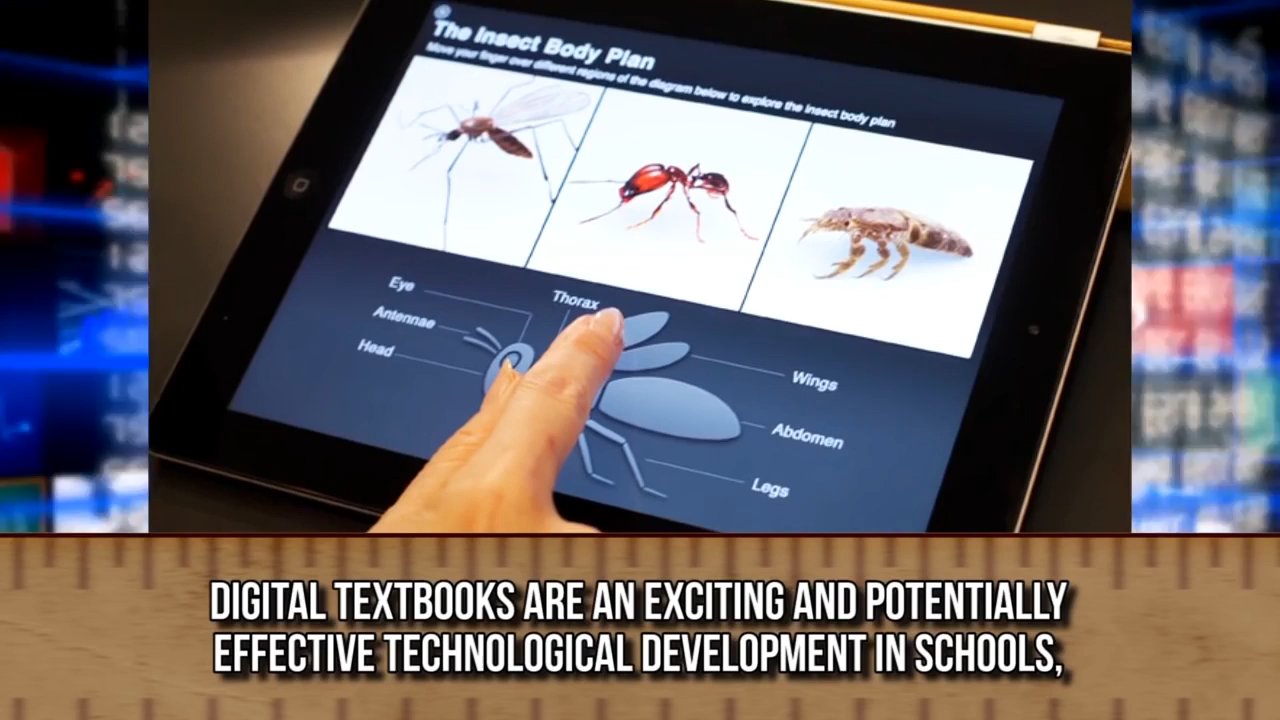 The Insect Body Plan
Move your finger over different regions of the diagram below to explore the insect body plan
Eye
Thorax
Antennae
Head
Wings
Abdomen
Legs
DIGITAL TEXTBOOKS ARE AN EXCITING AND POTENTIALLY
EFFECTIVE TECHNOLOGICAL DEVELOPMENT IN SCHOOLS,